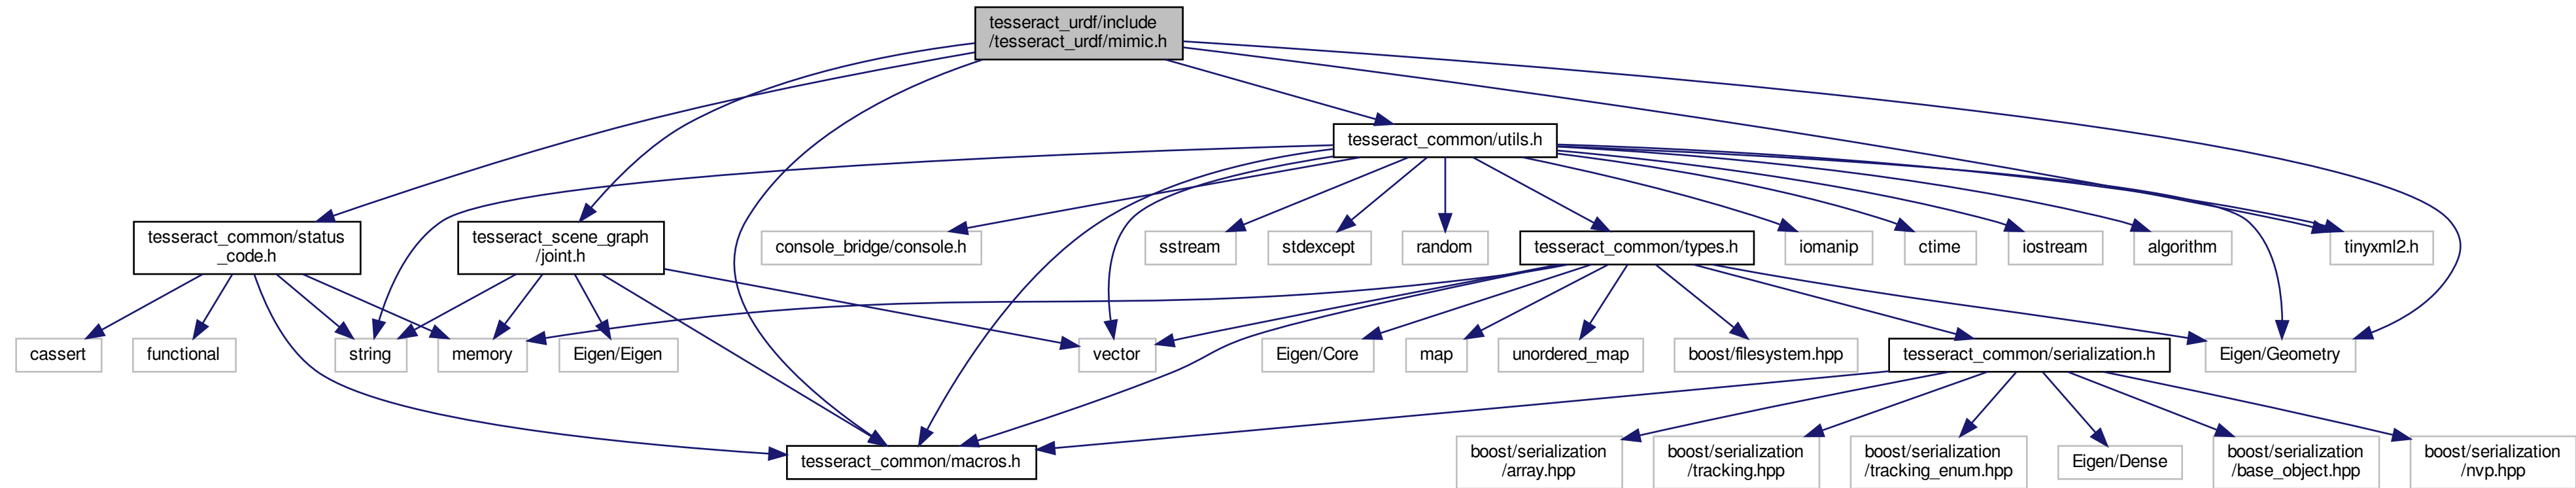 tesseract_urdf/include
/tesseract_urdf/mimic.h
tesseract_common/utils.h
tesseract_common/status
_code.h
tesseract_scene_graph
/joint.h
console_bridge/console.h
sstream
stdexcept
random
tesseract_common/types.h
iomanip
ctime
iostream
algorithm
tinyxml2.h
cassert
functional
string
memory
Eigen/Eigen
vector
Eigen/Core
map
unordered_map
boost/filesystem.hpp
tesseract_common/serialization.h
Eigen/Geometry
tesseract_common/macros.h
boost/serialization
/array.hpp
boost/serialization
/tracking.hpp
boost/serialization
/tracking_enum.hpp
Eigen/Dense
boost/serialization
/base_object.hpp
boost/serialization
/nvp.hpp